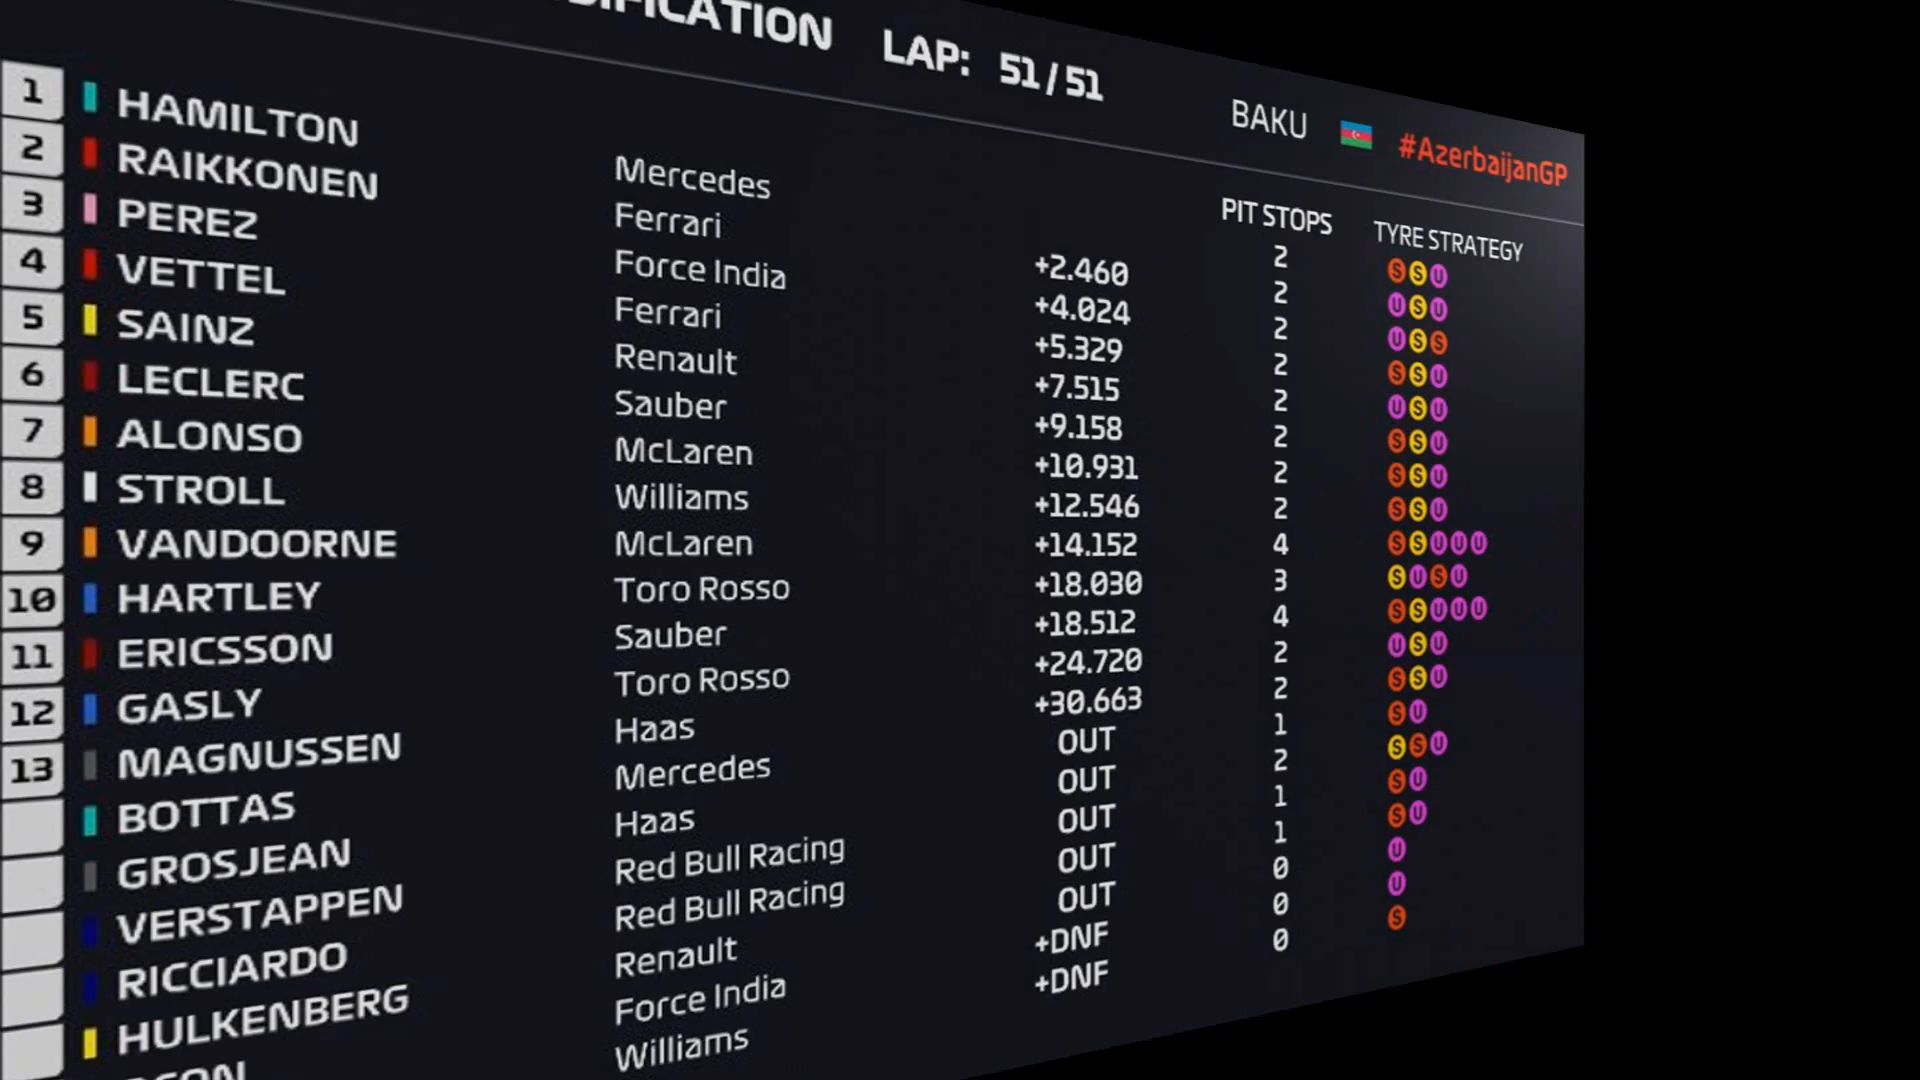 IFICATION LAP: 51/51 BAKU #AzerbaijanGP
PIT STOPS TYRE STRATEGY
1 HAMILTON Mercedes 2 S S U
2 RAIKKONEN Ferrari +2.460 2 U S U
3 PEREZ Force India +4.024 2 U S S
4 VETTEL Ferrari +5.329 2 S S U
5 SAINZ Renault +7.515 2 U S U
6 LECLERC Sauber +9.158 2 S S U
7 ALONSO McLaren +10.931 2 S S U
8 STROLL Williams +12.546 2 S S U
9 VANDOORNE McLaren +14.152 4 S S U U U
10 HARTLEY Toro Rosso +18.030 3 S U S U
11 ERICSSON Sauber +18.512 4 S S U U U
12 GASLY Toro Rosso +24.720 2 U S U
13 MAGNUSSEN Haas +30.663 2 S S U
BOTTAS Mercedes OUT 1 S U
GROSJEAN Haas OUT 2 S S U
VERSTAPPEN Red Bull Racing OUT 1 S U
RICCIARDO Red Bull Racing OUT 1 S U
HULKENBERG Renault OUT 0 U
Force India +DNF 0 U
Williams +DNF 0 S